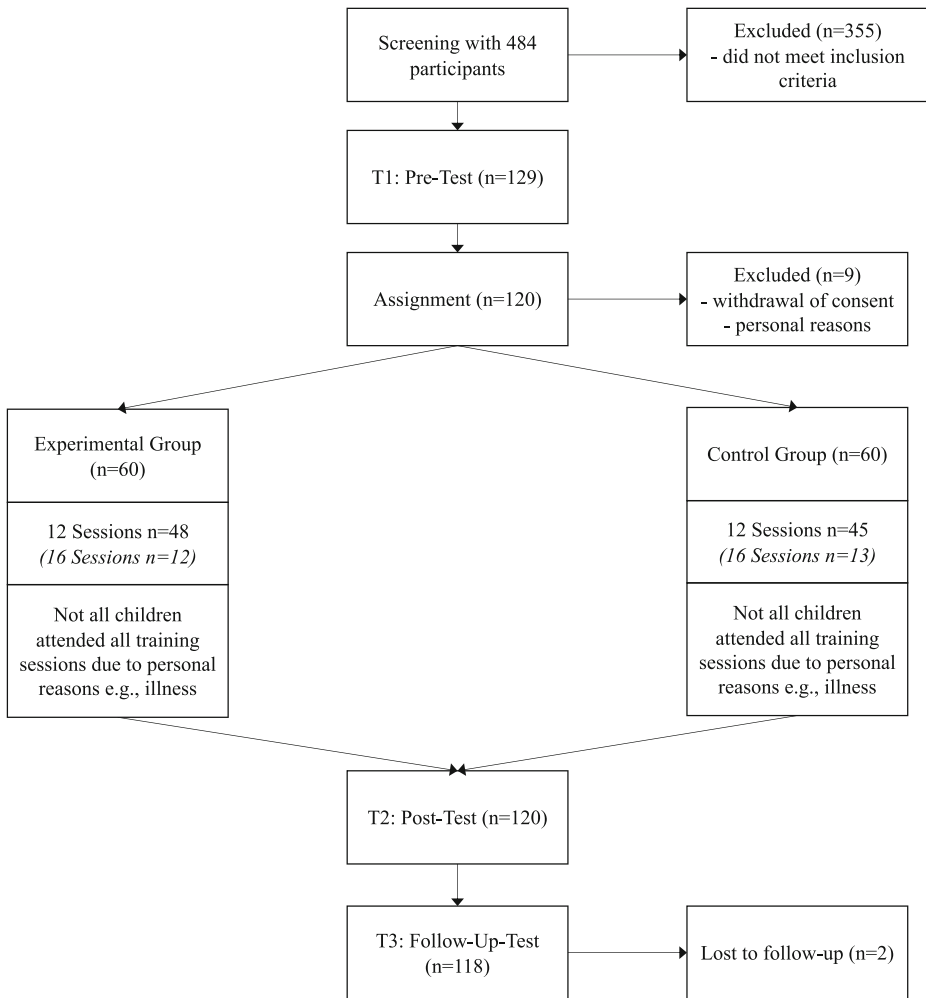 Screening with 484
participants
Excluded (n=355)
- did not meet inclusion
criteria
T1: Pre-Test (n=129)
Assignment (n=120)
Excluded (n=9)
- withdrawal of consent
- personal reasons
Experimental Group
(n=60)
12 Sessions n=48
(16 Sessions n=12)
Not all children
attended all training
sessions due to personal
reasons e.g., illness
Control Group (n=60)
12 Sessions n=45
(16 Sessions n=13)
Not all children
attended all training
sessions due to personal
reasons e.g., illness
T2: Post-Test (n=120)
T3: Follow-Up-Test
(n=118)
Lost to follow-up (n=2)